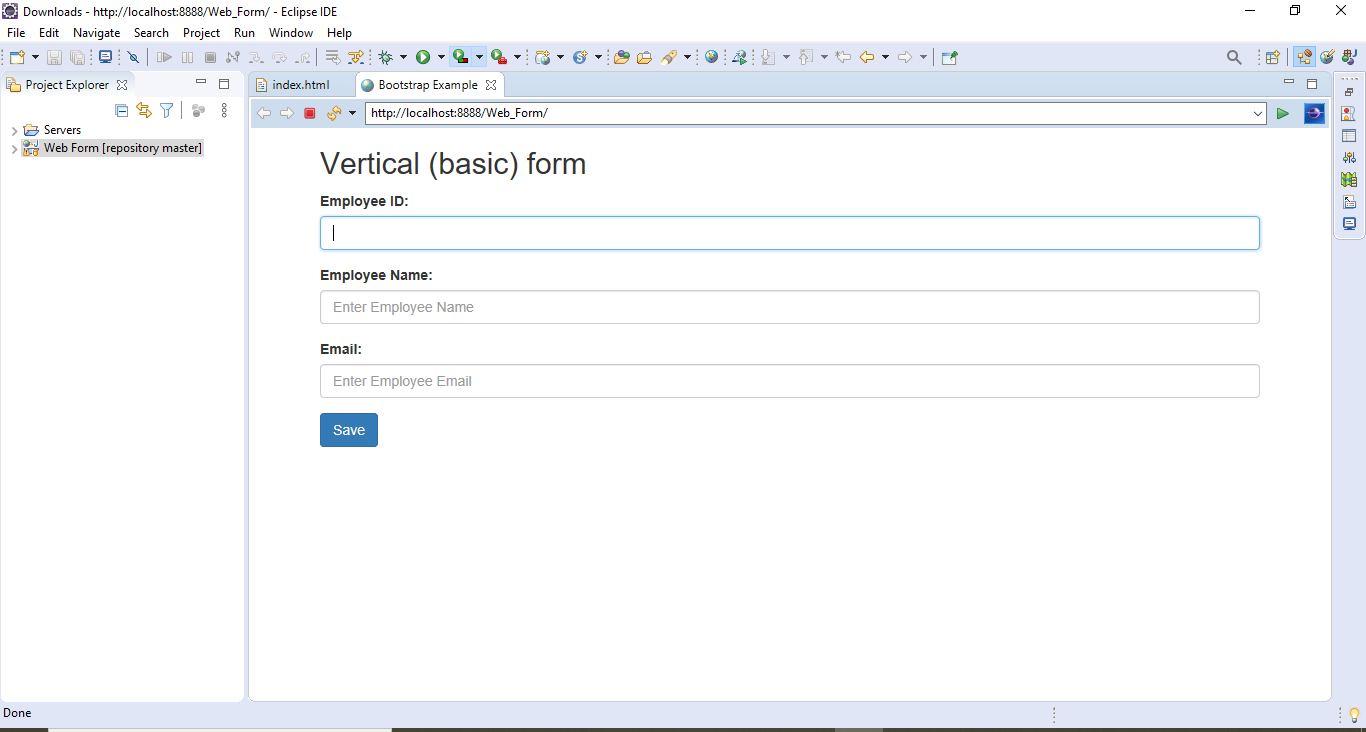 Downloads - http://localhost:8888/Web_Form/ - Eclipse IDE
File Edit Navigate Search Project Run Window Help
Project Explorer
index.html
Bootstrap Example
http://localhost:8888/Web_Form/
Servers
Web Form [repository master]
Vertical (basic) form
Employee ID:
Employee Name:
Enter Employee Name
Email:
Enter Employee Email
Save
Done